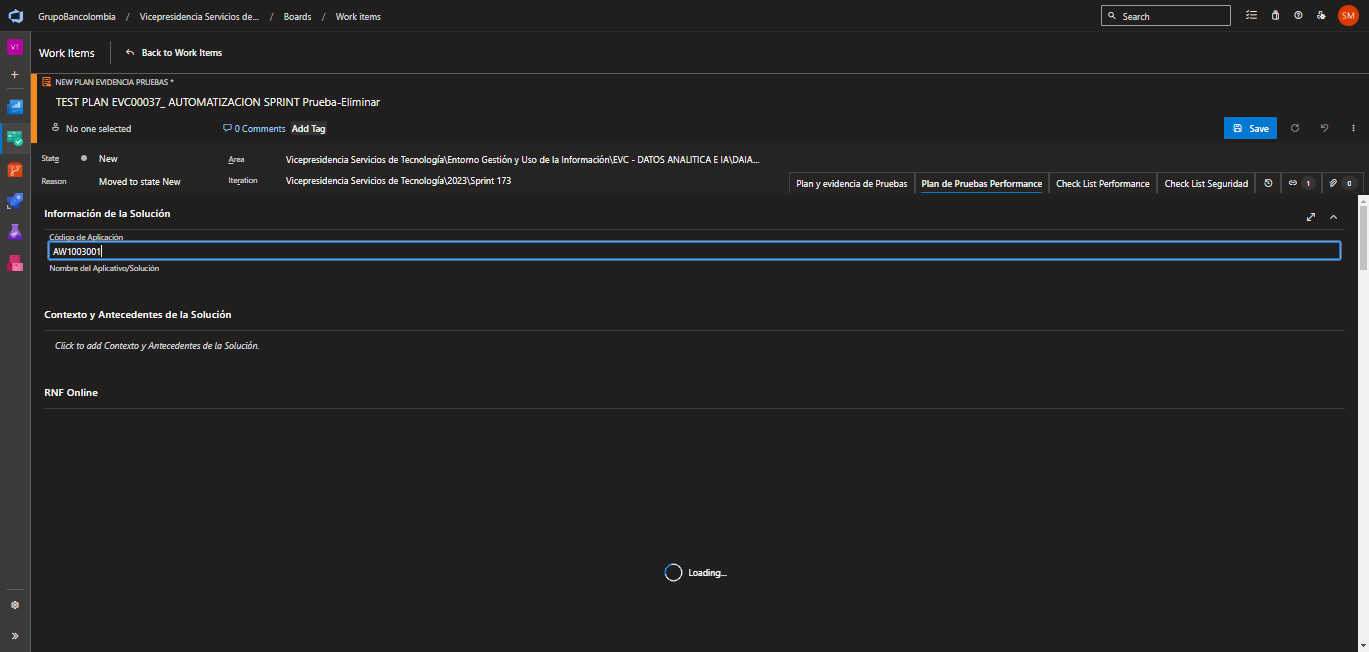 GrupoBancolombia / Vicepresidencia Servicios de... / Boards / Work items
Search
SM
VT
Work Items
Back to Work Items
NEW PLAN EVIDENCIA PRUEBAS *
TEST PLAN EVC00037_ AUTOMATIZACION SPRINT Prueba-Eliminar
No one selected
0 Comments
Add Tag
Save
State
New
Area
Vicepresidencia Servicios de Tecnología\Entorno Gestión y Uso de la Información\EVC - DATOS ANALITICA E IA\DAIA...
Reason
Moved to state New
Iteration
Vicepresidencia Servicios de Tecnología\2023\Sprint 173
Plan y evidencia de Pruebas
Plan de Pruebas Performance
Check List Performance
Check List Seguridad
1
0
Información de la Solución
Código de Aplicación
AW1003001
Nombre del Aplicativo/Solución
Contexto y Antecedentes de la Solución
Click to add Contexto y Antecedentes de la Solución.
RNF Online
Loading...